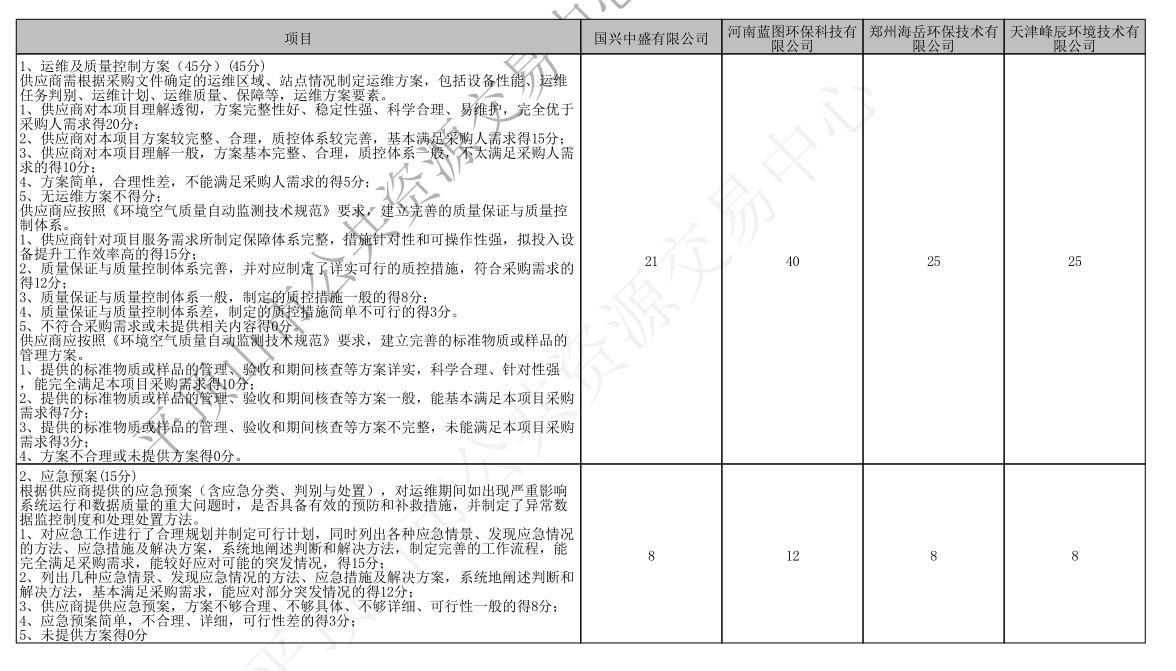 项目
国兴中盛有限公司
河南蓝图环保科技有
限公司
郑州海岳环保技术有
限公司
天津峰辰环境技术有
限公司
1、运维及质量控制方案（45分）(45分)
供应商需根据采购文件确定的运维区域、站点情况制定运维方案，包括设备性能、运维
任务判别、运维计划、运维质量、保障等，运维方案要素。
1、供应商对本项目理解透彻，方案完整性好、稳定性强、科学合理、易维护，完全优于
采购人需求得20分；
2、供应商对本项目方案较完整、合理，质控体系较完善，基本满足采购人需求得15分；
3、供应商对本项目理解一般，方案基本完整、合理，质控体系一般，不太满足采购人需
求的得10分；
4、方案简单，合理性差，不能满足采购人需求的得5分；
5、无运维方案不得分；
供应商应按照《环境空气质量自动监测技术规范》要求，建立完善的质量保证与质量控
制体系。
1、供应商针对项目服务需求所制定保障体系完整，措施针对性和可操作性强，拟投入设
备提升工作效率高的得15分；
2、质量保证与质量控制体系完善，并对应制定了详实可行的质控措施，符合采购需求的
得12分；
3、质量保证与质量控制体系一般，制定的质控措施一般的得8分；
4、质量保证与质量控制体系差，制定的质控措施简单不可行的得3分。
5、不符合采购需求或未提供相关内容得0分。
供应商应按照《环境空气质量自动监测技术规范》要求，建立完善的标准物质或样品的
管理方案。
1、提供的标准物质或样品的管理、验收和期间核查等方案详实，科学合理、针对性强
，能完全满足本项目采购需求得10分；
2、提供的标准物质或样品的管理、验收和期间核查等方案一般，能基本满足本项目采购
需求得7分；
3、提供的标准物质或样品的管理、验收和期间核查等方案不完整，未能满足本项目采购
需求得3分；
4、方案不合理或未提供方案得0分。
21
40
25
25
2、应急预案(15分)
根据供应商提供的应急预案（含应急分类、判别与处置），对运维期间如出现严重影响
系统运行和数据质量的重大问题时，是否具备有效的预防和补救措施，并制定了异常数
据监控制度和处理处置方法。
1、对应急工作进行了合理规划并制定可行计划，同时列出各种应急情景、发现应急情况
的方法、应急措施及解决方案，系统地阐述判断和解决方法、制定完善的工作流程，能
完全满足采购需求，能较好应对可能的突发情况，得15分；
2、列出几种应急情景、发现应急情况的方法、应急措施及解决方案，系统地阐述判断和
解决方法，基本满足采购需求，能应对部分突发情况的得12分；
3、供应商提供应急预案，方案不够合理、不够具体、不够详细、可行性一般的得8分；
4、应急预案简单，不合理、详细，可行性差的得3分；
5、未提供方案得0分
8
12
8
8
平顶山市公共资源交易中心
平顶山市公共资源交易中心